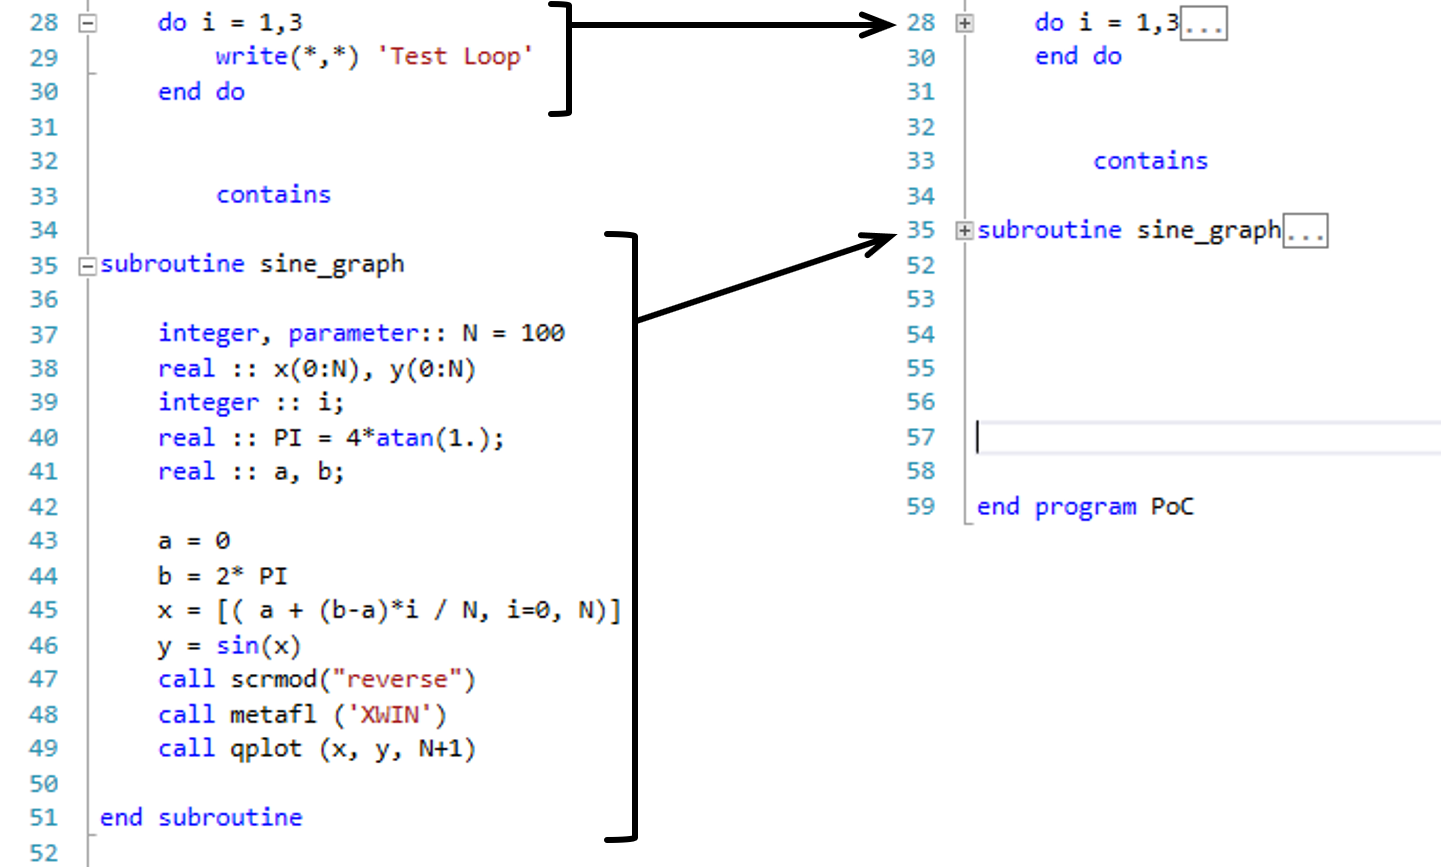 28 do i = 1,3
29 write(*,*) 'Test Loop'
30 end do
31
32
33 contains
34
35 subroutine sine_graph
36
37 integer, parameter:: N = 100
38 real :: x(0:N), y(0:N)
39 integer :: i;
40 real :: PI = 4*atan(1.);
41 real :: a, b;
42
43 a = 0
44 b = 2* PI
45 x = [( a + (b-a)*i / N, i=0, N)]
46 y = sin(x)
47 call scrmod("reverse")
48 call metafl ('XWIN')
49 call qplot (x, y, N+1)
50
51 end subroutine
52
28 do i = 1,3...
30 end do
31
32
33 contains
34
35 subroutine sine_graph...
52
53
54
55
56
57
58
59 end program PoC